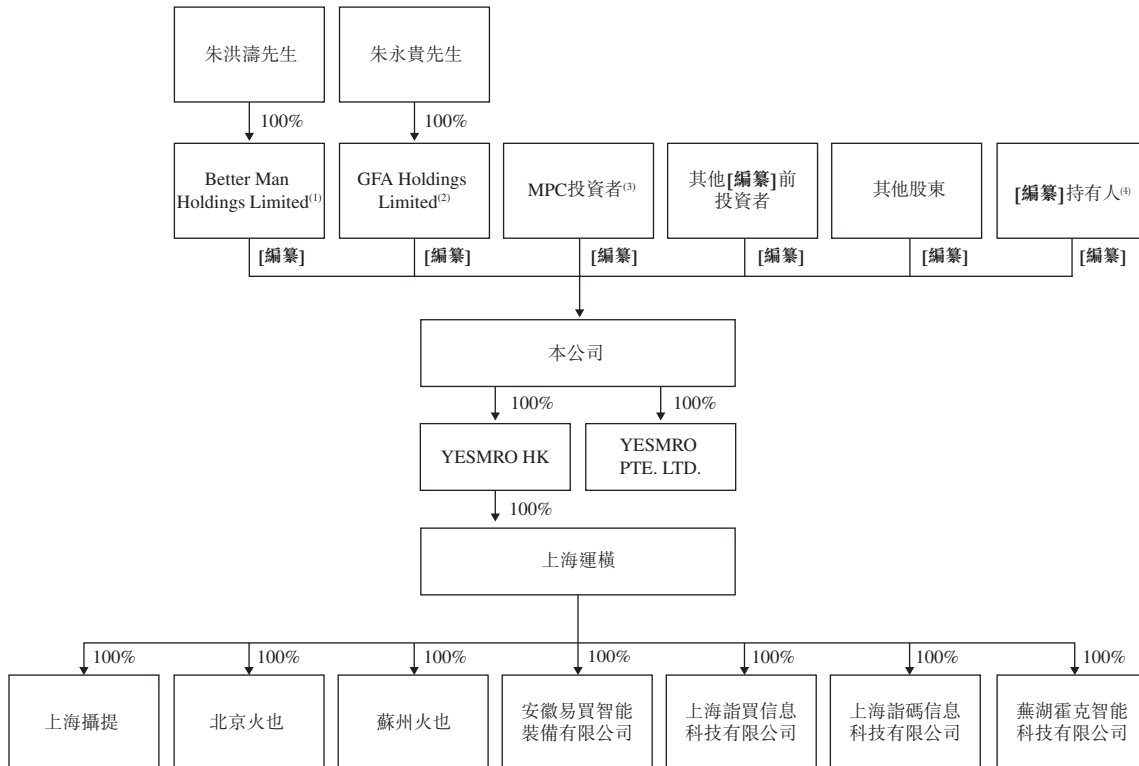 朱洪濤先生
朱永貴先生
100%
100%
Better Man
Holdings Limited(1)
GFA Holdings
Limited(2)
MPC投資者(3)
其他[編纂]前
投資者
其他股東
[編纂]持有人(4)
[編纂]
[編纂]
[編纂]
[編纂]
[編纂]
[編纂]
本公司
100%
100%
YESMRO HK
YESMRO
PTE. LTD.
100%
上海運橫
100%
100%
100%
100%
100%
100%
100%
上海攝提
北京火也
蘇州火也
安徽易買智能
裝備有限公司
上海詣買信息
科技有限公司
上海詣碼信息
科技有限公司
蕪湖霍克智能
科技有限公司